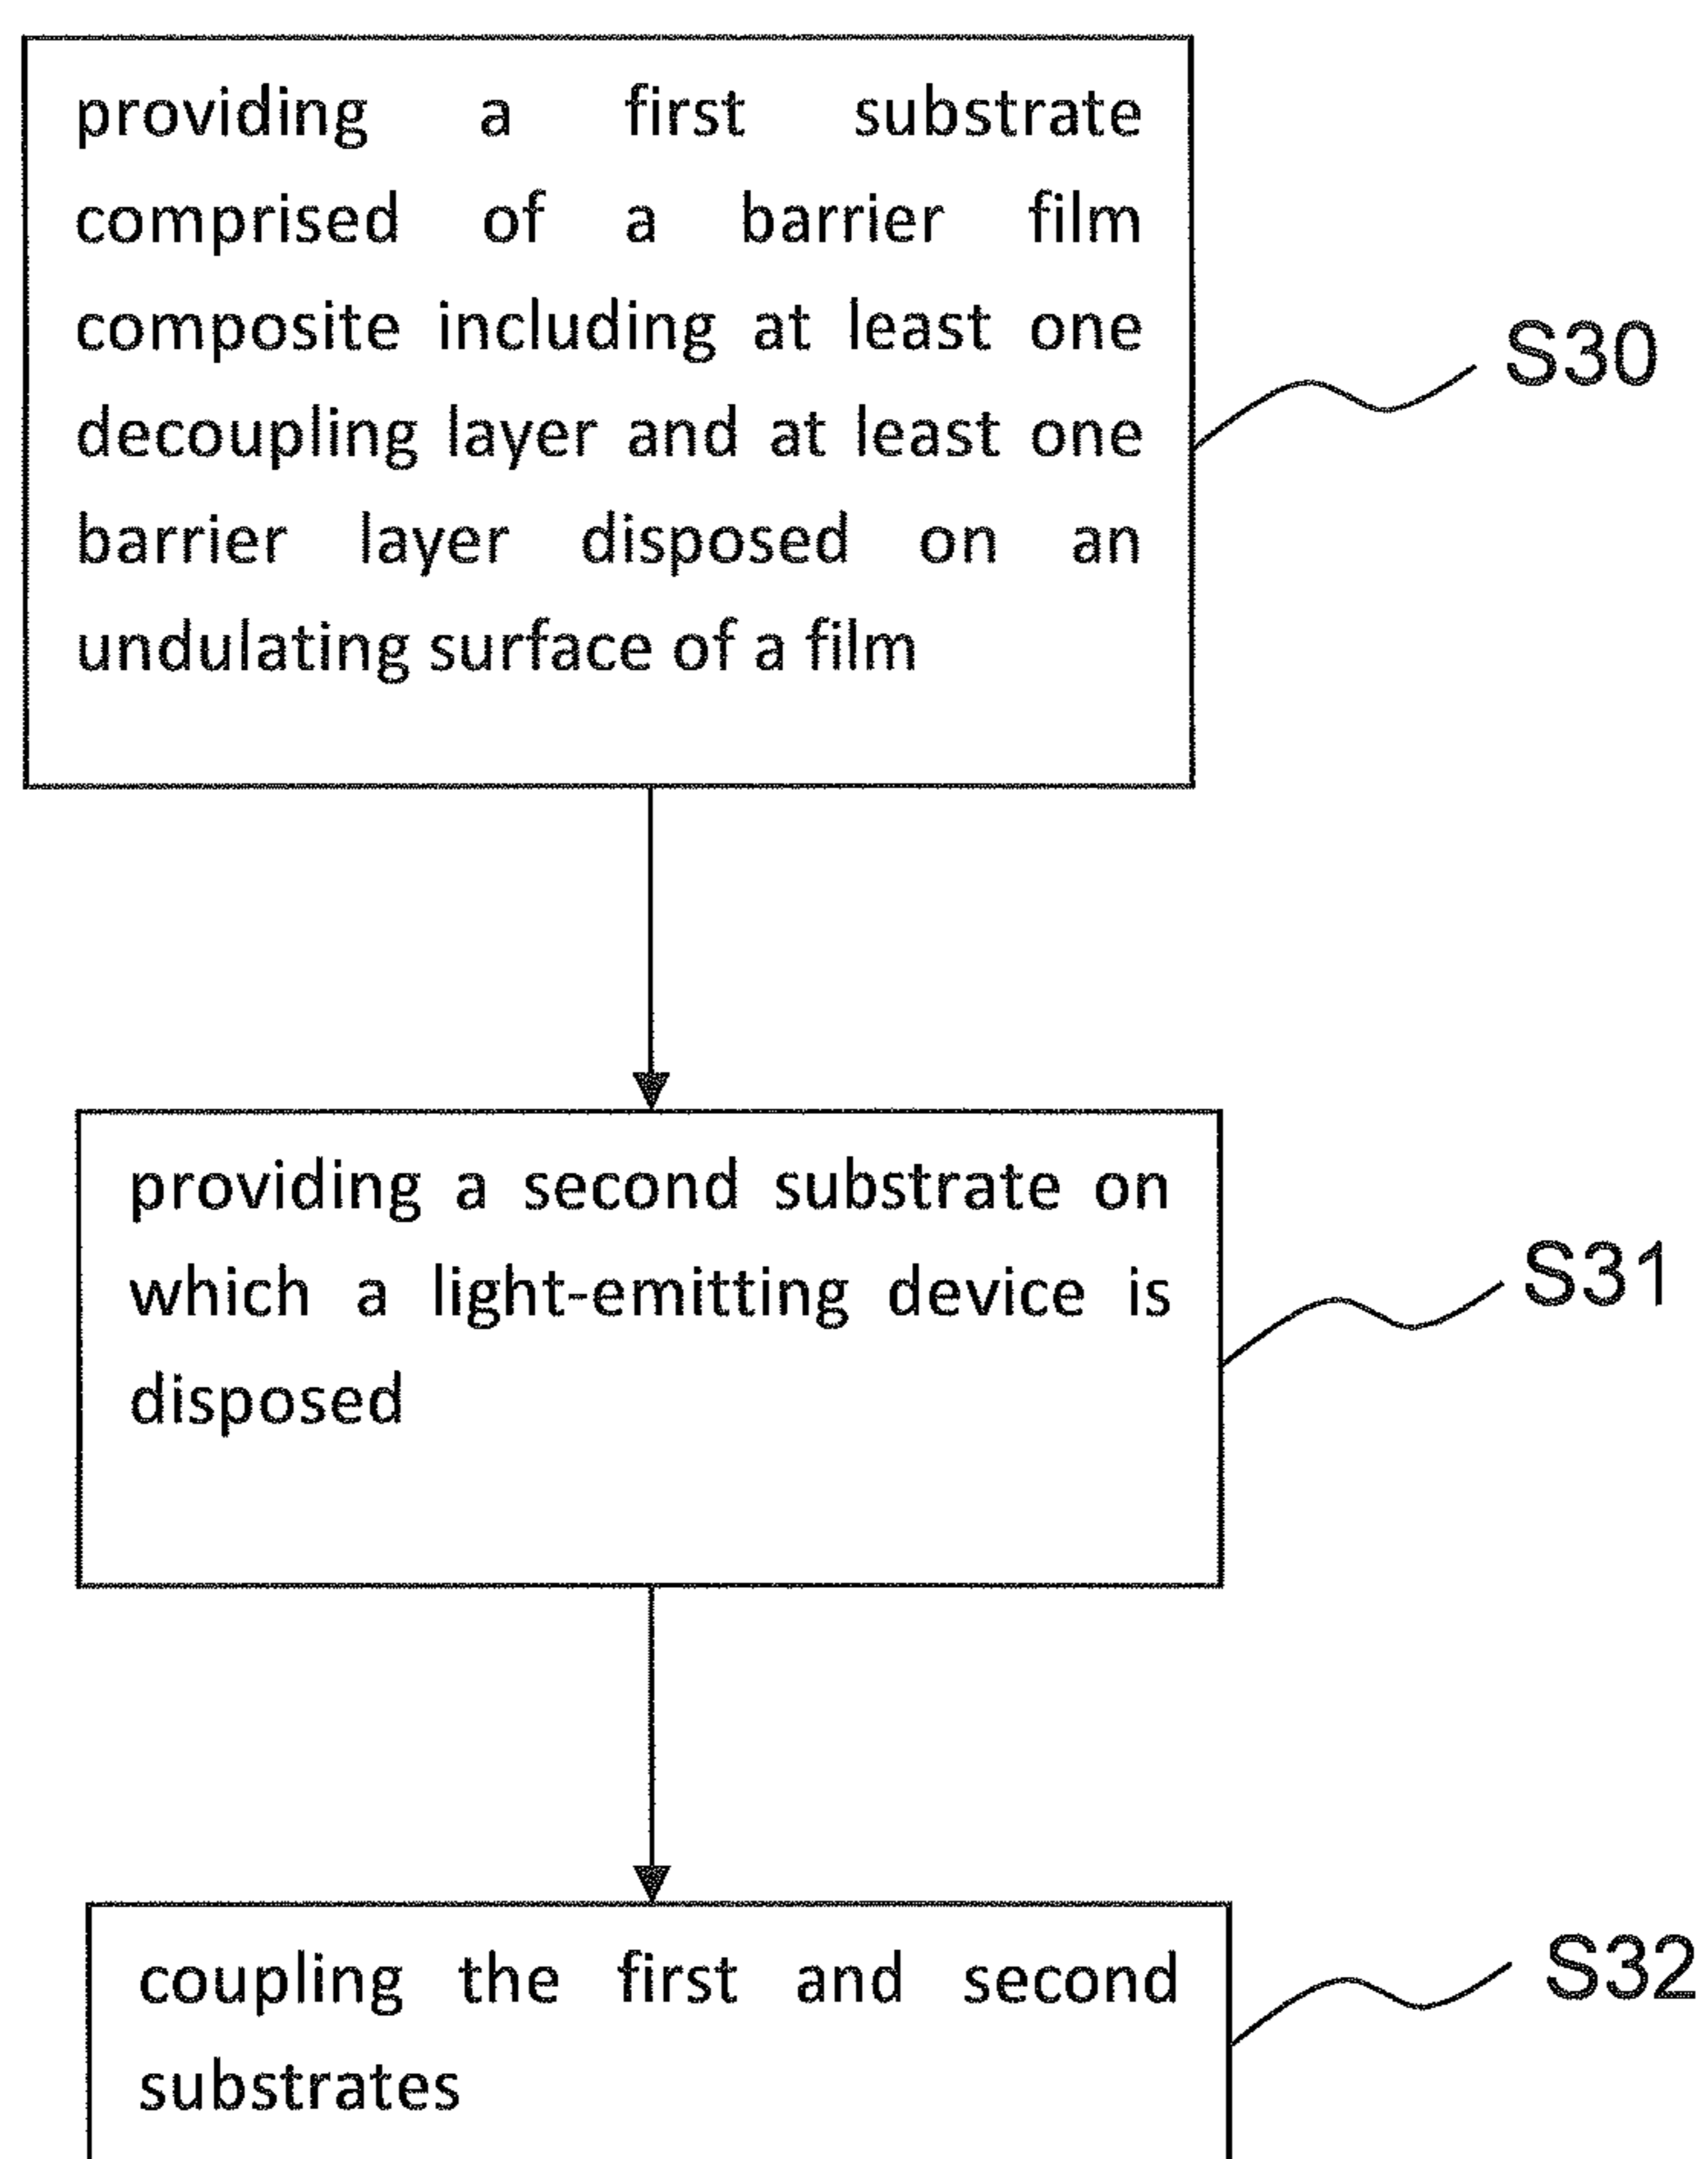 providing a first substrate
comprised of a barrier film
composite including at least one
decoupling layer and at least one
barrier layer disposed on an
undulating surface of a film
S30
providing a second substrate on
which a light-emitting device is
disposed
S31
coupling the first and second
substrates
S32